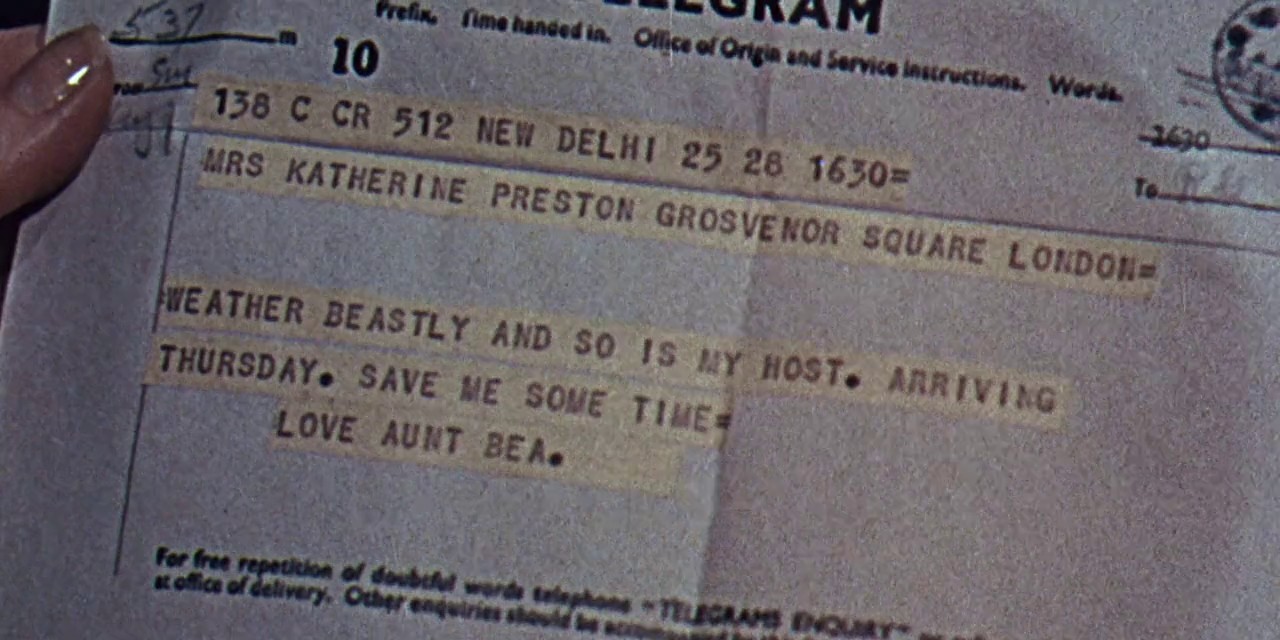 TELEGRAM
Prefix. Time handed in. Office of Origin and Service Instructions. Words.
537 m
10
138 C CR 512 NEW DELHI 25 28 1630=
1630
To
MRS KATHERINE PRESTON GROSVENOR SQUARE LONDON=
WEATHER BEASTLY AND SO IS MY HOST. ARRIVING
THURSDAY. SAVE ME SOME TIME=
LOVE AUNT BEA.
For free repetition of doubtful words telephone "TELEGRAMS ENQUIRY"
at office of delivery. Other enquiries should be accompanied